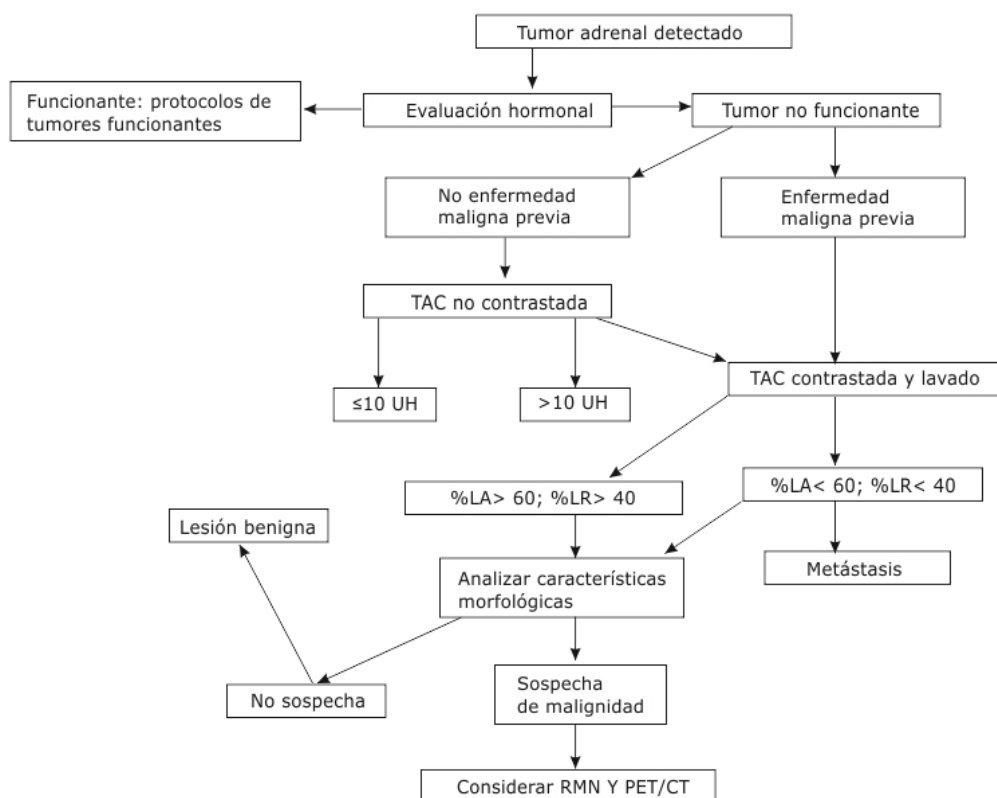 Tumor adrenal detectado
Funcionante: protocolos de
tumores funcionantes
Evaluación hormonal
Tumor no funcionante
No enfermedad
maligna previa
Enfermedad
maligna previa
TAC no contrastada
TAC contrastada y lavado
≤10 UH
>10 UH
%LA> 60; %LR> 40
%LA< 60; %LR< 40
Lesión benigna
Analizar características
morfológicas
Metástasis
No sospecha
Sospecha
de malignidad
Considerar RMN Y PET/CT